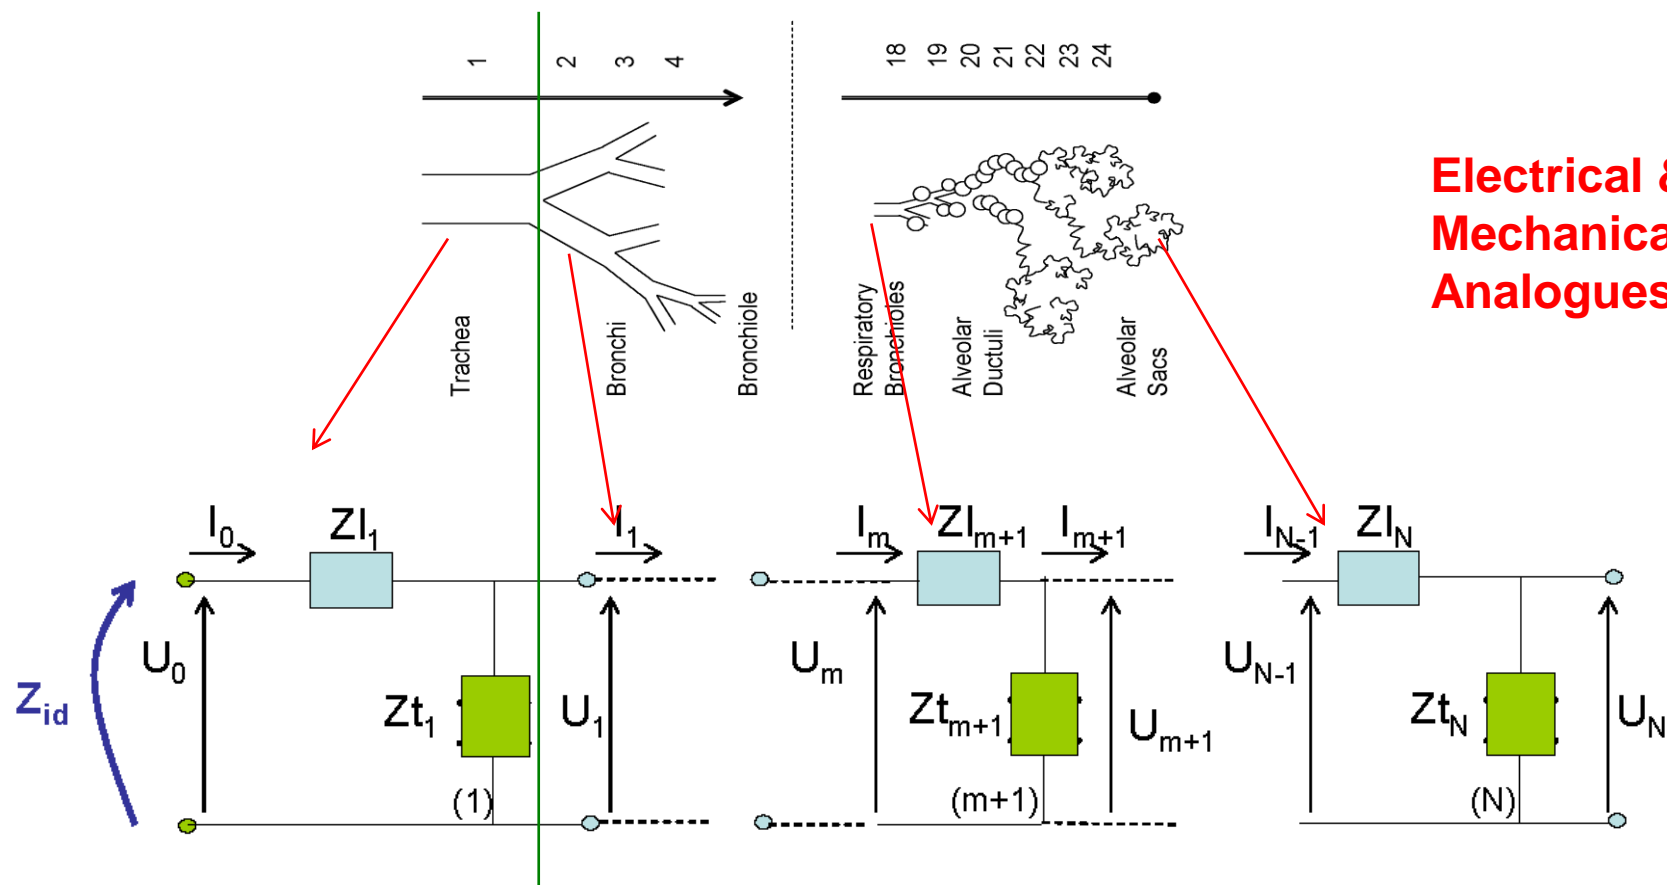 1 2 3 4 18 19 20 21 22 23 24
Electrical &
Mechanica
Analogues
Trachea
Bronchi
Bronchiole
Respiratory
Bronchioles
Alveolar
Ductuli
Alveolar
Sacs
I0 Zl1 I1 Im Zlm+1 Im+1 IN-1 ZlN
Zid U0 Zt1 U1 Um Ztm+1 Um+1 UN-1 ZtN UN
(1) (m+1) (N)